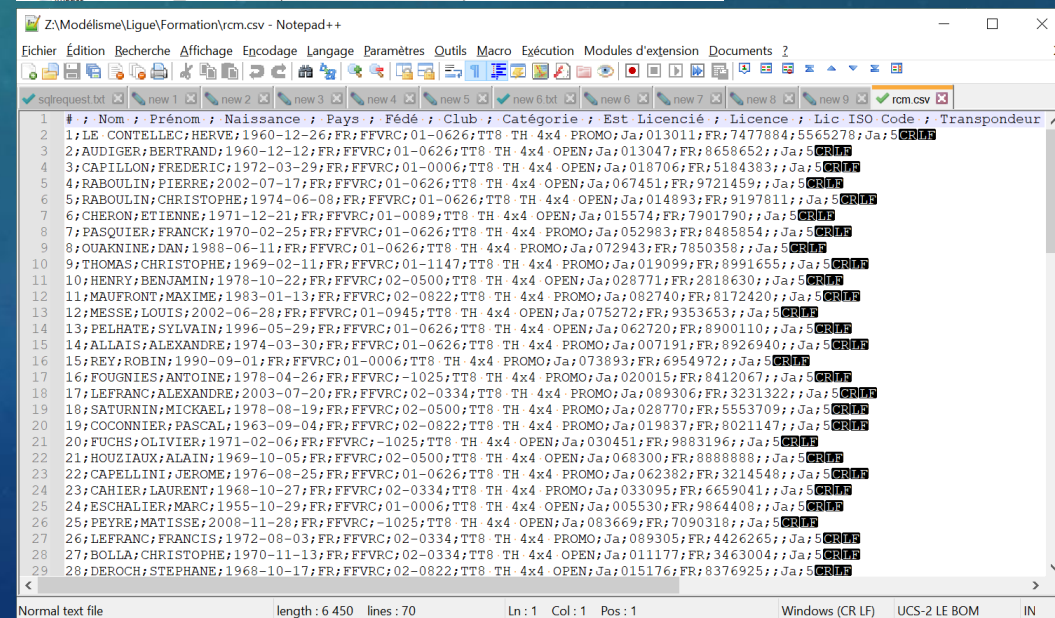 Z:\Modélisme\Ligue\Formation\rcm.csv - Notepad++
Fichier Édition Recherche Affichage Encodage Langage Paramètres Outils Macro Exécution Modules d'extension Documents ?
sqlrequest.txt new 1 new 2 new 3 new 4 new 5 new 6.txt new 6 new 7 new 8 new 9 rcm.csv
1 # ; Nom ; Prénom ; Naissance ; Pays ; Fédé ; Club ; Catégorie ; Est Licencié ; Licence ; Lic ISO Code ; Transpondeur
2 1;LE CONTELLEC;HERVE;1960-12-26;FR;FFVRC;01-0626;TT8 TH 4x4 PROMO;Ja;013011;FR;7477884;5565278;Ja;5CRLF
3 2;AUDIGER;BERTRAND;1960-12-12;FR;FFVRC;01-0626;TT8 TH 4x4 OPEN;Ja;013047;FR;8658652;;Ja;5CRLF
4 3;CAPILLON;FREDERIC;1972-03-29;FR;FFVRC;01-0006;TT8 TH 4x4 OPEN;Ja;018706;FR;5184383;;Ja;5CRLF
5 4;RABOULIN;PIERRE;2002-07-17;FR;FFVRC;01-0626;TT8 TH 4x4 OPEN;Ja;067451;FR;9721459;;Ja;5CRLF
6 5;RABOULIN;CHRISTOPHE;1974-06-08;FR;FFVRC;01-0626;TT8 TH 4x4 OPEN;Ja;014893;FR;9197811;;Ja;5CRLF
7 6;CHERON;ETIENNE;1971-12-21;FR;FFVRC;01-0089;TT8 TH 4x4 OPEN;Ja;015574;FR;7901790;;Ja;5CRLF
8 7;PASQUIER;FRANCK;1970-02-25;FR;FFVRC;01-0626;TT8 TH 4x4 PROMO;Ja;052983;FR;8485854;;Ja;5CRLF
9 8;OUAKNINE;DAN;1988-06-11;FR;FFVRC;01-0626;TT8 TH 4x4 PROMO;Ja;072943;FR;7850358;;Ja;5CRLF
10 9;THOMAS;CHRISTOPHE;1969-02-11;FR;FFVRC;01-1147;TT8 TH 4x4 PROMO;Ja;019099;FR;8991655;;Ja;5CRLF
11 10;HENRY;BENJAMIN;1978-10-22;FR;FFVRC;02-0500;TT8 TH 4x4 OPEN;Ja;028771;FR;2818630;;Ja;5CRLF
12 11;MAUFRONT;MAXIME;1983-01-13;FR;FFVRC;02-0822;TT8 TH 4x4 PROMO;Ja;082740;FR;8172420;;Ja;5CRLF
13 12;MESSE;LOUIS;2002-06-28;FR;FFVRC;01-0945;TT8 TH 4x4 OPEN;Ja;075272;FR;9353653;;Ja;5CRLF
14 13;PELHATE;SYLVAIN;1996-05-29;FR;FFVRC;01-0626;TT8 TH 4x4 OPEN;Ja;062720;FR;8900110;;Ja;5CRLF
15 14;ALLAIS;ALEXANDRE;1974-03-30;FR;FFVRC;01-0626;TT8 TH 4x4 OPEN;Ja;007191;FR;8926940;;Ja;5CRLF
16 15;REY;ROBIN;1990-09-01;FR;FFVRC;01-0006;TT8 TH 4x4 PROMO;Ja;073893;FR;6954972;;Ja;5CRLF
17 16;FOUGNIES;ANTOINE;1978-04-26;FR;FFVRC;-1025;TT8 TH 4x4 PROMO;Ja;020015;FR;8412067;;Ja;5CRLF
18 17;LEFRANC;ALEXANDRE;2003-07-20;FR;FFVRC;02-0334;TT8 TH 4x4 PROMO;Ja;089306;FR;3231322;;Ja;5CRLF
19 18;SATURNIN;MICKAEL;1978-08-19;FR;FFVRC;02-0500;TT8 TH 4x4 PROMO;Ja;028770;FR;5553709;;Ja;5CRLF
20 19;COCONNIER;PASCAL;1963-09-04;FR;FFVRC;02-0822;TT8 TH 4x4 PROMO;Ja;019837;FR;8021147;;Ja;5CRLF
21 20;FUCHS;OLIVIER;1971-02-06;FR;FFVRC;-1025;TT8 TH 4x4 OPEN;Ja;030451;FR;9883196;;Ja;5CRLF
22 21;HOUZIAUX;ALAIN;1969-10-05;FR;FFVRC;02-0500;TT8 TH 4x4 OPEN;Ja;068300;FR;8888888;;Ja;5CRLF
23 22;CAPELLINI;JEROME;1976-08-25;FR;FFVRC;01-0626;TT8 TH 4x4 PROMO;Ja;062382;FR;3214548;;Ja;5CRLF
24 23;CAHIER;LAURENT;1968-10-27;FR;FFVRC;02-0334;TT8 TH 4x4 PROMO;Ja;033095;FR;6659041;;Ja;5CRLF
25 24;ESCHALIER;MARC;1955-10-29;FR;FFVRC;01-0006;TT8 TH 4x4 OPEN;Ja;005530;FR;9864408;;Ja;5CRLF
26 25;PEYRE;MATISSE;2008-11-28;FR;FFVRC;-1025;TT8 TH 4x4 OPEN;Ja;083669;FR;7090318;;Ja;5CRLF
27 26;LEFRANC;FRANCIS;1972-08-03;FR;FFVRC;02-0334;TT8 TH 4x4 PROMO;Ja;089305;FR;4426265;;Ja;5CRLF
28 27;BOLLA;CHRISTOPHE;1970-11-13;FR;FFVRC;02-0334;TT8 TH 4x4 OPEN;Ja;011177;FR;3463004;;Ja;5CRLF
29 28;DEROCH;STEPHANE;1968-10-17;FR;FFVRC;02-0822;TT8 TH 4x4 OPEN;Ja;015176;FR;8376925;;Ja;5CRLF
Normal text file length : 6 450 lines : 70 Ln : 1 Col : 1 Pos : 1 Windows (CR LF) UCS-2 LE BOM IN